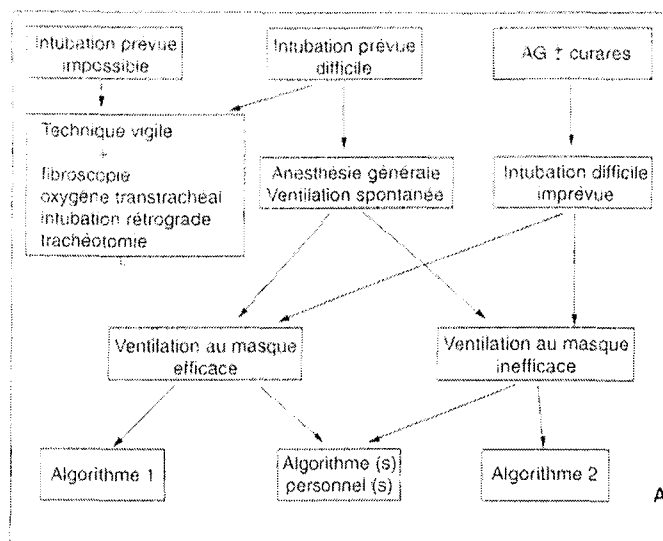 Intubation prévue
impossible
Intubation prévue
difficile
AG ± curares
Technique vigile
+
fibroscopie
oxygène transtrachéal
intubation rétrograde
trachéotomie
Anesthésie générale
Ventilation spontanée
Intubation difficile
imprévue
Ventilation au masque
efficace
Ventilation au masque
inefficace
Algorithme 1
Algorithme (s)
personnel (s)
Algorithme 2
A